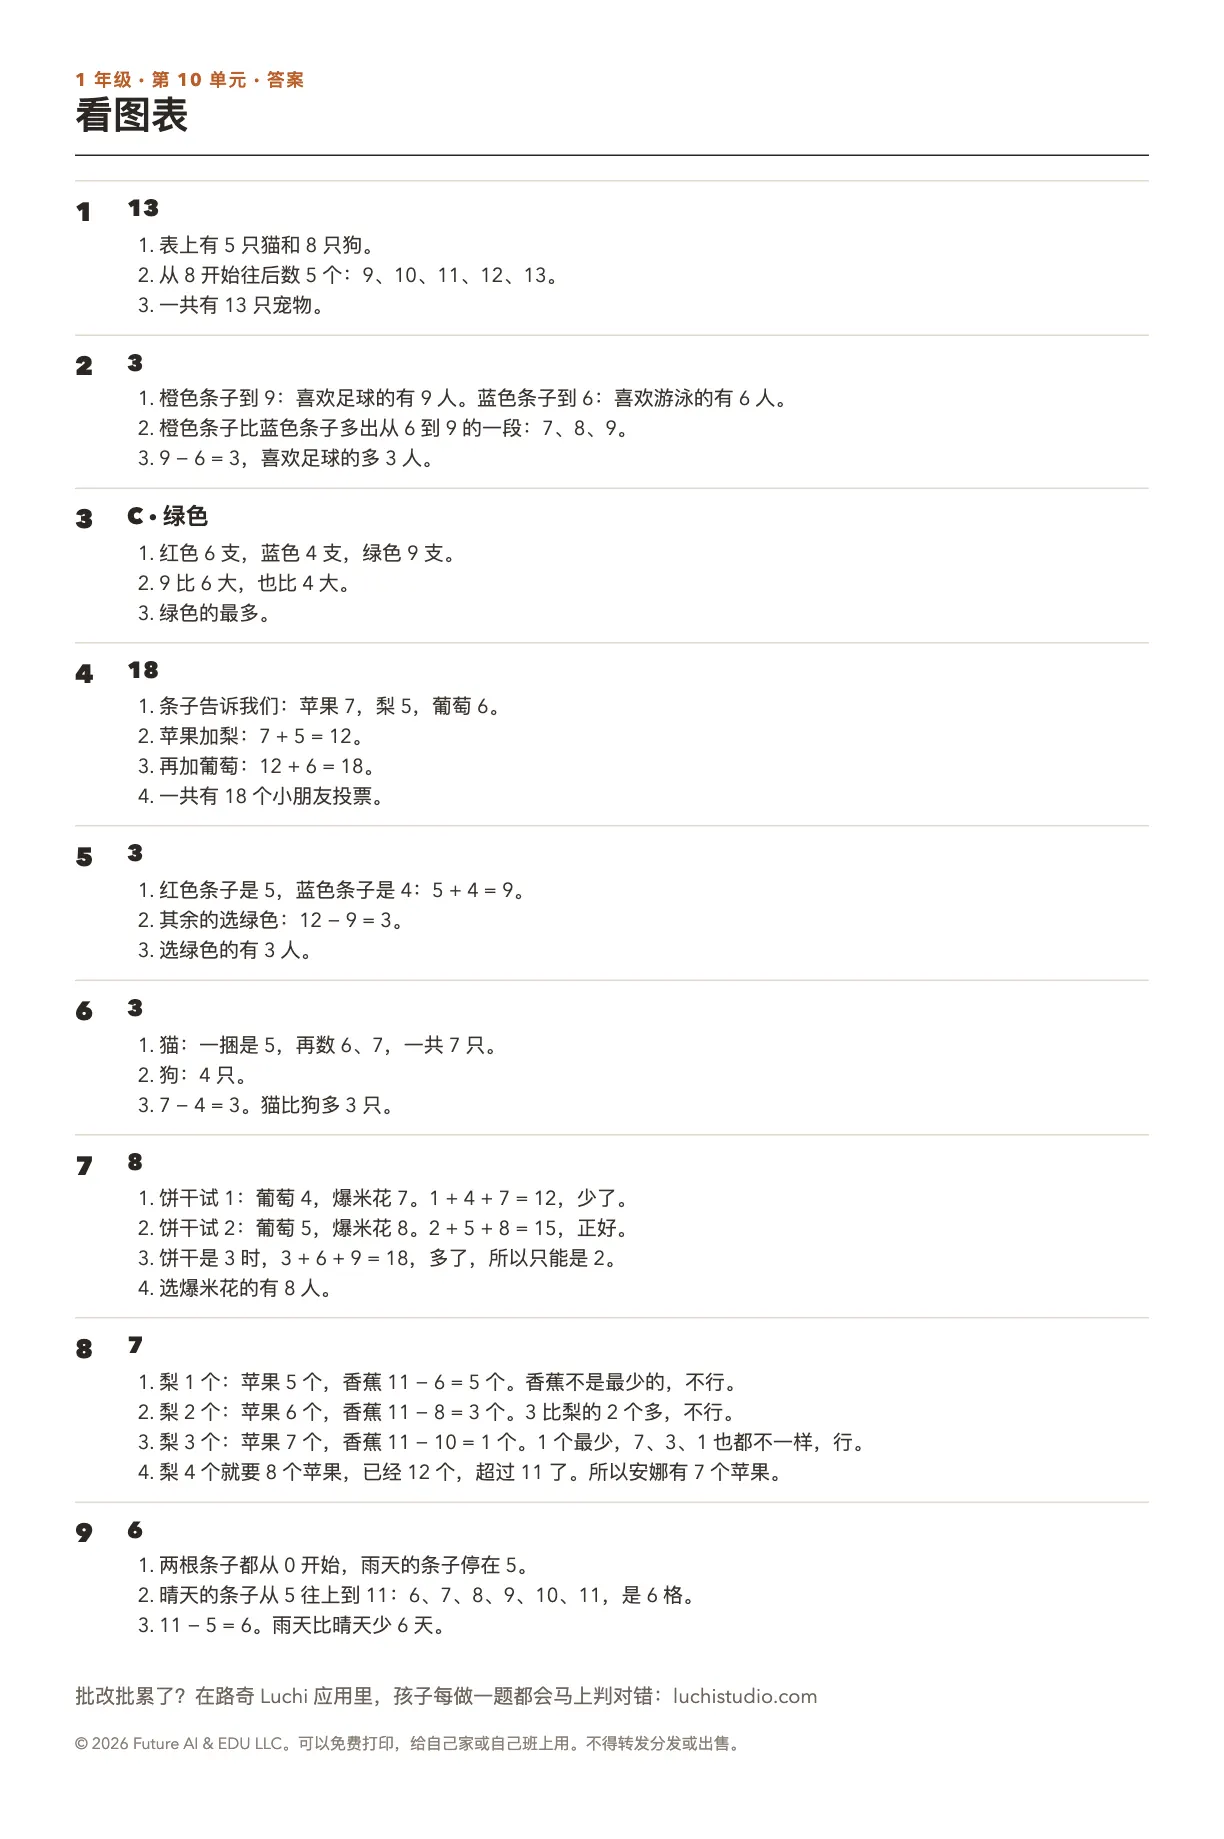 1 年级 · 第 10 单元 · 答案
看图表
1 13
1. 表上有 5 只猫和 8 只狗。
2. 从 8 开始往后数 5 个：9、10、11、12、13。
3. 一共有 13 只宠物。
2 3
1. 橙色条子到 9：喜欢足球的有 9 人。蓝色条子到 6：喜欢游泳的有 6 人。
2. 橙色条子比蓝色条子多出从 6 到 9 的一段：7、8、9。
3. 9 − 6 = 3，喜欢足球的多 3 人。
3 C · 绿色
1. 红色 6 支，蓝色 4 支，绿色 9 支。
2. 9 比 6 大，也比 4 大。
3. 绿色的最多。
4 18
1. 条子告诉我们：苹果 7，梨 5，葡萄 6。
2. 苹果加梨：7 + 5 = 12。
3. 再加葡萄：12 + 6 = 18。
4. 一共有 18 个小朋友投票。
5 3
1. 红色条子是 5，蓝色条子是 4：5 + 4 = 9。
2. 其余的选绿色：12 − 9 = 3。
3. 选绿色的有 3 人。
6 3
1. 猫：一捆是 5，再数 6、7，一共 7 只。
2. 狗：4 只。
3. 7 − 4 = 3。猫比狗多 3 只。
7 8
1. 饼干试 1：葡萄 4，爆米花 7。1 + 4 + 7 = 12，少了。
2. 饼干试 2：葡萄 5，爆米花 8。2 + 5 + 8 = 15，正好。
3. 饼干是 3 时，3 + 6 + 9 = 18，多了，所以只能是 2。
4. 选爆米花的有 8 人。
8 7
1. 梨 1 个：苹果 5 个，香蕉 11 − 6 = 5 个。香蕉不是最少的，不行。
2. 梨 2 个：苹果 6 个，香蕉 11 − 8 = 3 个。3 比梨的 2 个多，不行。
3. 梨 3 个：苹果 7 个，香蕉 11 − 10 = 1 个。1 个最少，7、3、1 也都不一样，行。
4. 梨 4 个就要 8 个苹果，已经 12 个，超过 11 了。所以安娜有 7 个苹果。
9 6
1. 两根条子都从 0 开始，雨天的条子停在 5。
2. 晴天的条子从 5 往上到 11：6、7、8、9、10、11，是 6 格。
3. 11 − 5 = 6。雨天比晴天少 6 天。
批改批累了？在路奇 Luchi 应用里，孩子每做一题都会马上判对错：luchistudio.com
© 2026 Future AI & EDU LLC。可以免费打印，给自己家或自己班上用。不得转发分发或出售。